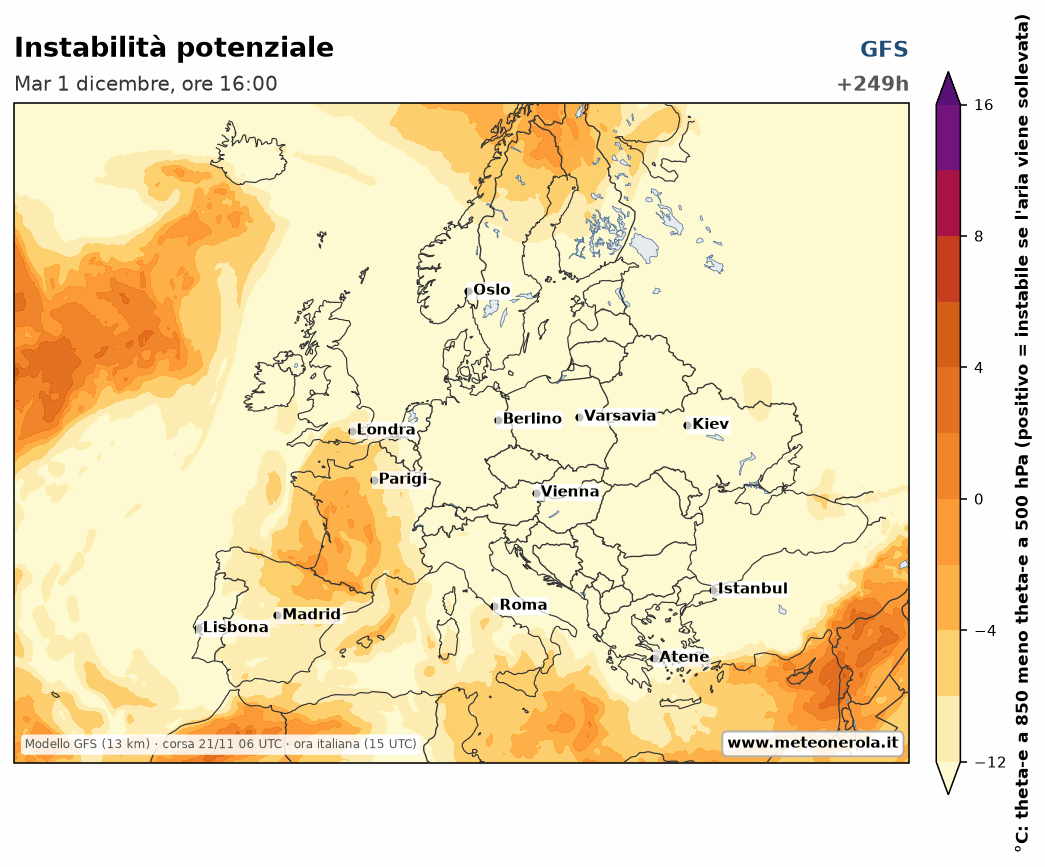 Instabilità potenziale
GFS
Mar 1 dicembre, ore 16:00
+249h
Oslo
Londra
Berlino
Varsavia
Kiev
Parigi
Vienna
Istanbul
Roma
Madrid
Lisbona
Atene
Modello GFS (13 km) · corsa 21/11 06 UTC · ora italiana (15 UTC)
www.meteonerola.it
16
8
4
0
−4
−12
°C: theta-e a 850 meno theta-e a 500 hPa (positivo = instabile se l'aria viene sollevata)